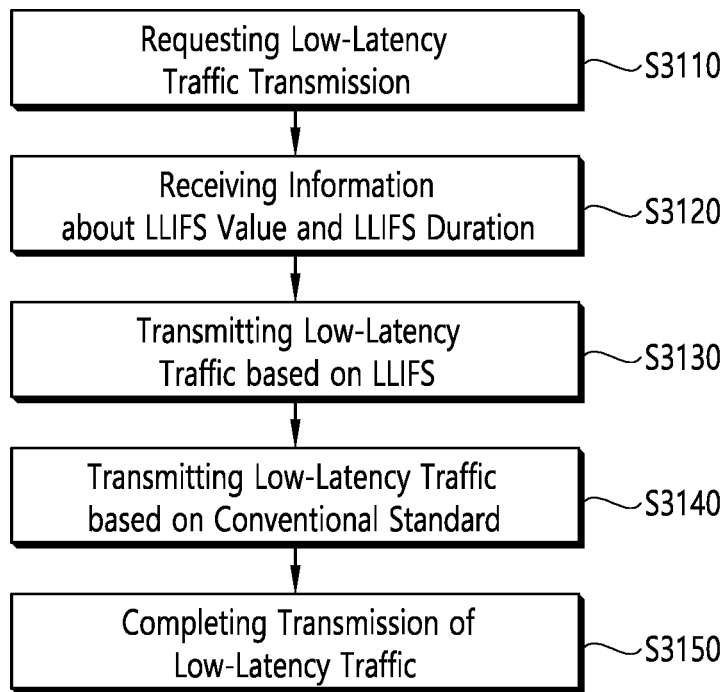 Requesting Low-Latency
Traffic Transmission
S3110
Receiving Information
about LLIFS Value and LLIFS Duration
S3120
Transmitting Low-Latency
Traffic based on LLIFS
S3130
Transmitting Low-Latency Traffic
based on Conventional Standard
S3140
Completing Transmission of
Low-Latency Traffic
S3150